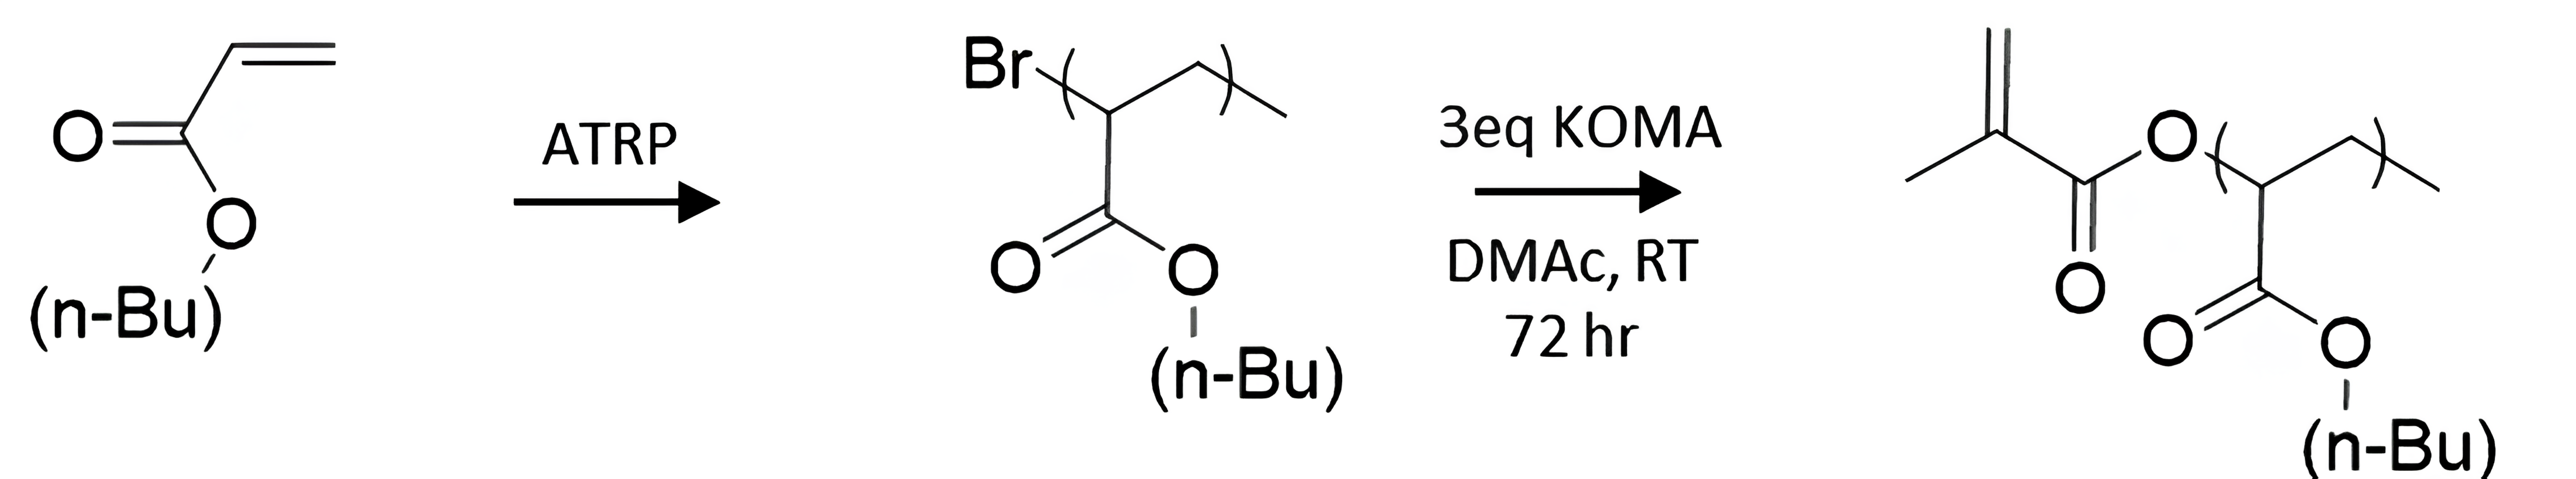 O
O
(n-Bu)
ATRP
Br
O
O
(n-Bu)
3eq KOMA
DMAc, RT
72 hr
O
O
O
O
(n-Bu)